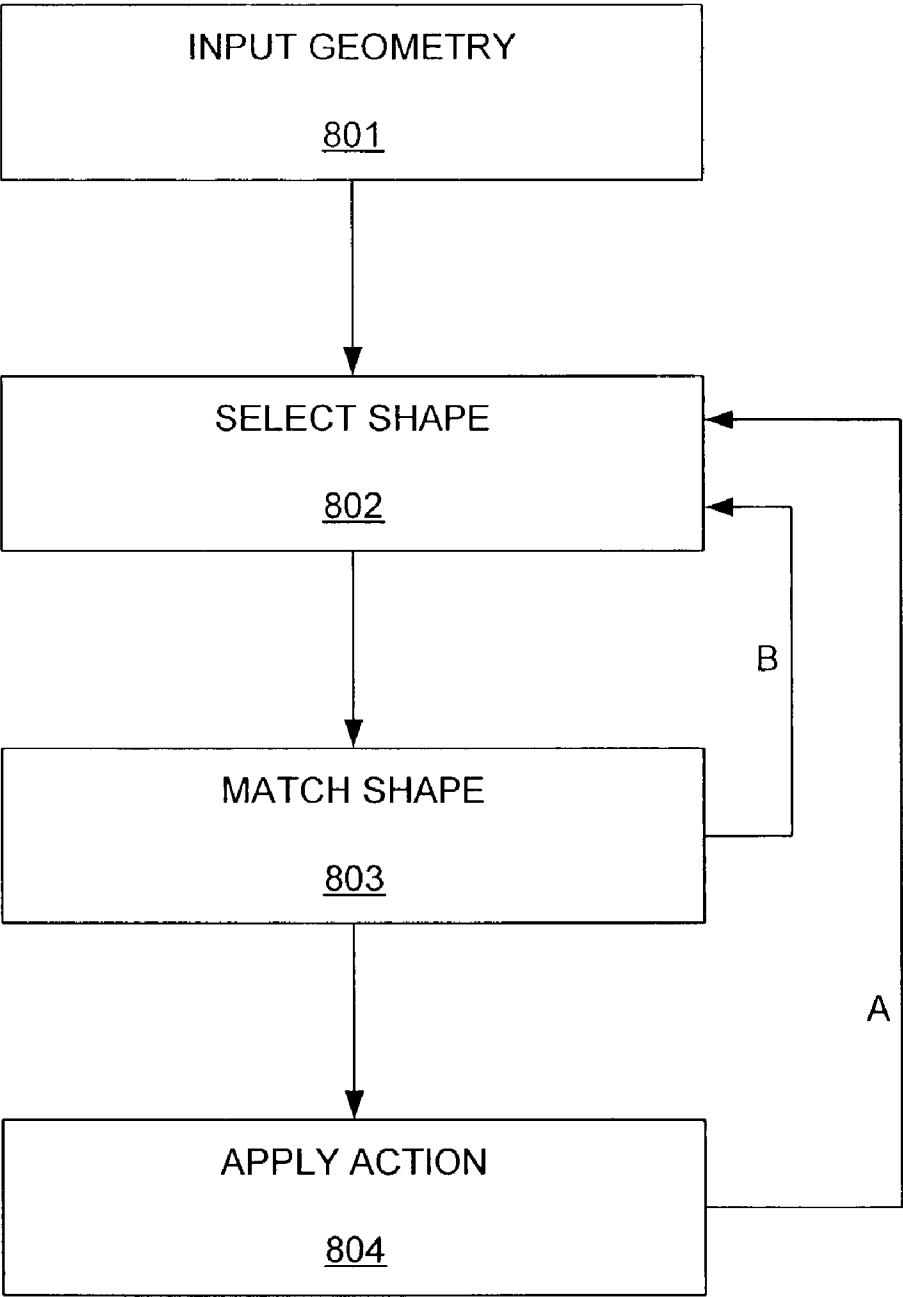 INPUT GEOMETRY
801
SELECT SHAPE
802
B
MATCH SHAPE
803
A
APPLY ACTION
804